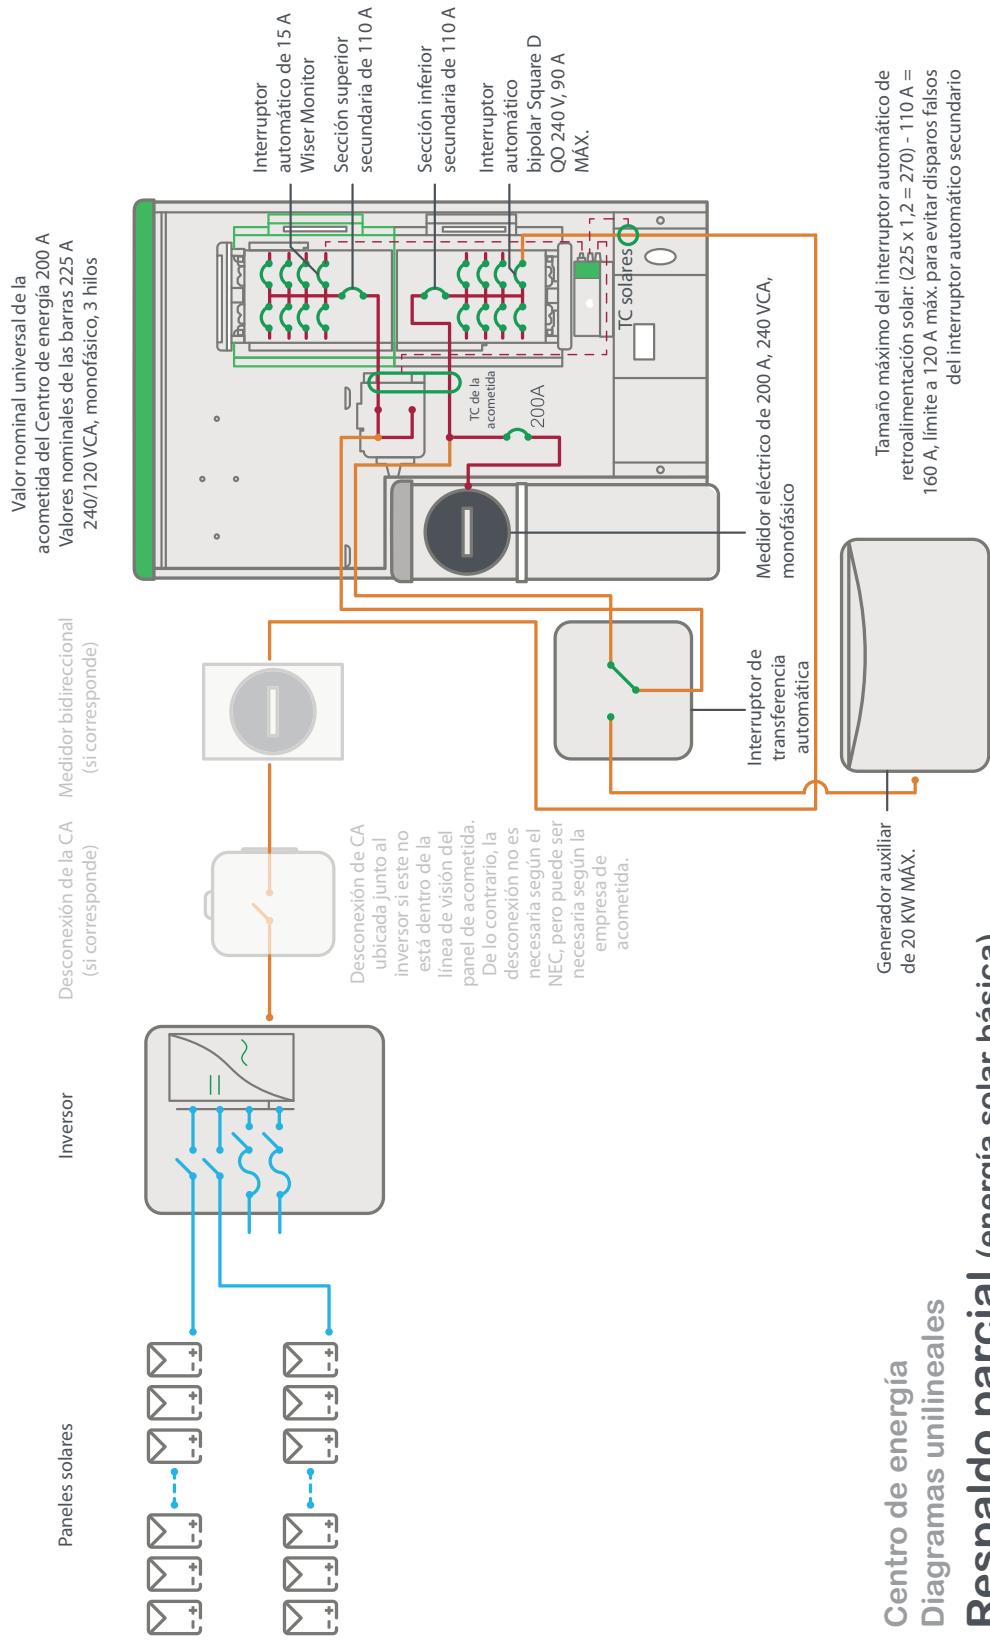 Centro de energía
Diagramas unilineales
Respaldo parcial (energía solar básica)
Paneles solares
Inversor
Desconexión de la CA
(si corresponde)
Medidor bidireccional
(si corresponde)
Valor nominal universal de la
acometida del Centro de energía 200 A
Valores nominales de las barras 225 A
240/120 VCA, monofásico, 3 hilos
Interruptor
automático de 15 A
Wiser Monitor
Sección superior
secundaria de 110 A
Sección inferior
secundaria de 110 A
Interruptor
automático
bipolar Square D
QO 240 V, 90 A
MÁX.
TC de la
acometida
200A
TC solares
Desconexión de CA
ubicada junto al
inversor si este no
está dentro de la
línea de visión del
panel de acometida.
De lo contrario, la
desconexión no es
necesaria según el
NEC, pero puede ser
necesaria según la
empresa de
acometida.
Medidor eléctrico de 200 A, 240 VCA,
monofásico
Interruptor de
transferencia
automática
Generador auxiliar
de 20 KW MÁX.
Tamaño máximo del interruptor automático de
retroalimentación solar: (225 x 1,2 = 270) - 110 A =
160 A, límite a 120 A máx. para evitar disparos falsos
del interruptor automático secundario